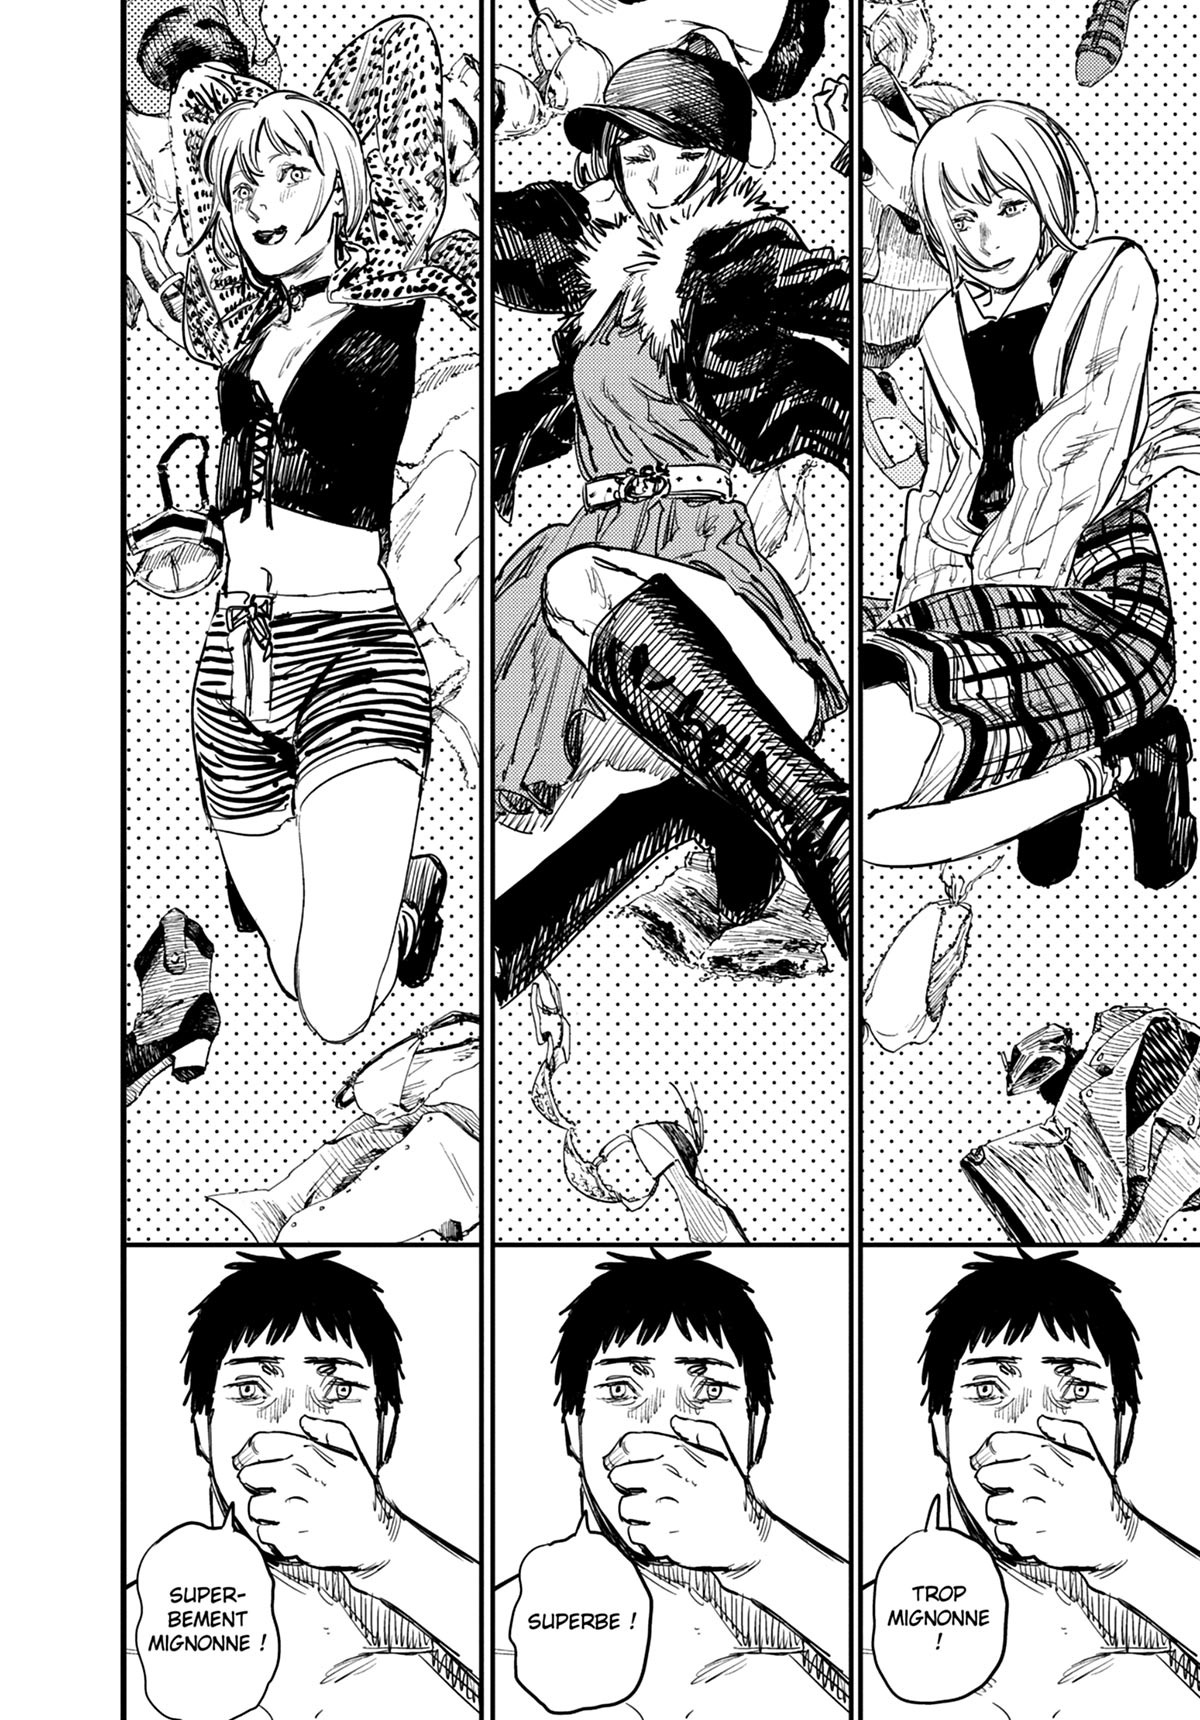 SUPER-
BEMENT
MIGNONNE !
SUPERBE !
TROP
MIGNONNE
!